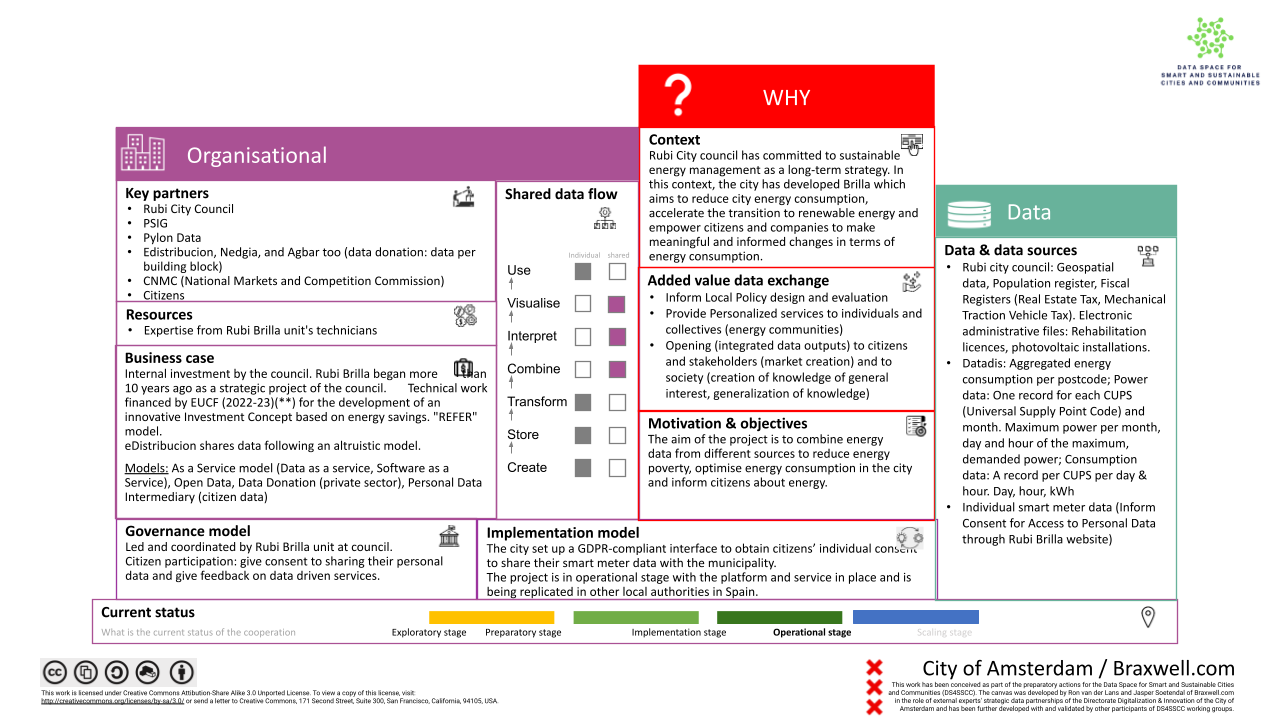 DATA SPACE FOR
SMART AND SUSTAINABLE
CITIES AND COMMUNITIES
WHY
Context
Rubi City council has committed to sustainable
energy management as a long-term strategy. In
this context, the city has developed Brilla which
aims to reduce city energy consumption,
accelerate the transition to renewable energy and
empower citizens and companies to make
meaningful and informed changes in terms of
energy consumption.
Added value data exchange
• Inform Local Policy design and evaluation
• Provide Personalized services to individuals and
collectives (energy communities)
• Opening (integrated data outputs) to citizens
and stakeholders (market creation) and to
society (creation of knowledge of general
interest, generalization of knowledge)
Motivation & objectives
The aim of the project is to combine energy
data from different sources to reduce energy
poverty, optimise energy consumption in the city
and inform citizens about energy.
Organisational
Key partners
• Rubi City Council
• PSIG
• Pylon Data
• Edistribucion, Nedgia, and Agbar too (data donation: data per
building block)
• CNMC (National Markets and Competition Commission)
• Citizens
Resources
• Expertise from Rubi Brilla unit's technicians
Business case
Internal investment by the council. Rubi Brilla began more than
10 years ago as a strategic project of the council. Technical work
financed by EUCF (2022-23)(**) for the development of an
innovative Investment Concept based on energy savings. "REFER"
model.
eDistribucion shares data following an altruistic model.
Models: As a Service model (Data as a service, Software as a
Service), Open Data, Data Donation (private sector), Personal Data
Intermediary (citizen data)
Shared data flow
Individual shared
Use
Visualise
Interpret
Combine
Transform
Store
Create
Data
Data & data sources
• Rubi city council: Geospatial
data, Population register, Fiscal
Registers (Real Estate Tax, Mechanical
Traction Vehicle Tax). Electronic
administrative files: Rehabilitation
licences, photovoltaic installations.
• Datadis: Aggregated energy
consumption per postcode; Power
data: One record for each CUPS
(Universal Supply Point Code) and
month. Maximum power per month,
day and hour of the maximum,
demanded power; Consumption
data: A record per CUPS per day &
hour. Day, hour, kWh
• Individual smart meter data (Inform
Consent for Access to Personal Data
through Rubi Brilla website)
Governance model
Led and coordinated by Rubi Brilla unit at council.
Citizen participation: give consent to sharing their personal
data and give feedback on data driven services.
Implementation model
The city set up a GDPR-compliant interface to obtain citizens’ individual consent
to share their smart meter data with the municipality.
The project is in operational stage with the platform and service in place and is
being replicated in other local authorities in Spain.
Current status
What is the current status of the cooperation
Exploratory stage Preparatory stage Implementation stage Operational stage Scaling stage
cc
This work is licensed under Creative Commons Attibution-Share Alike 3.0 Unported License. To view a copy of this license, visit:
http://creativecommons.org/licenses/by-sa/3.0/ or send a letter to Creative Commons, 171 Second Street, Suite 300, San Francisco, California, 94105, USA.
City of Amsterdam / Braxwell.com
This work has been conceived as part of the preparatory actions for the Data Space for Smart and Sustainable Cities
and Communities (DS4SSCC). The canvas was developed by Ron van der Lans and Jasper Soetendal of Braxwell.com
in the role of external experts' strategic data partnerships of the Directorate Digitalization & Innovation of the City of
Amsterdam and has been further developed with and validated by other participants of DS4SSCC working groups.